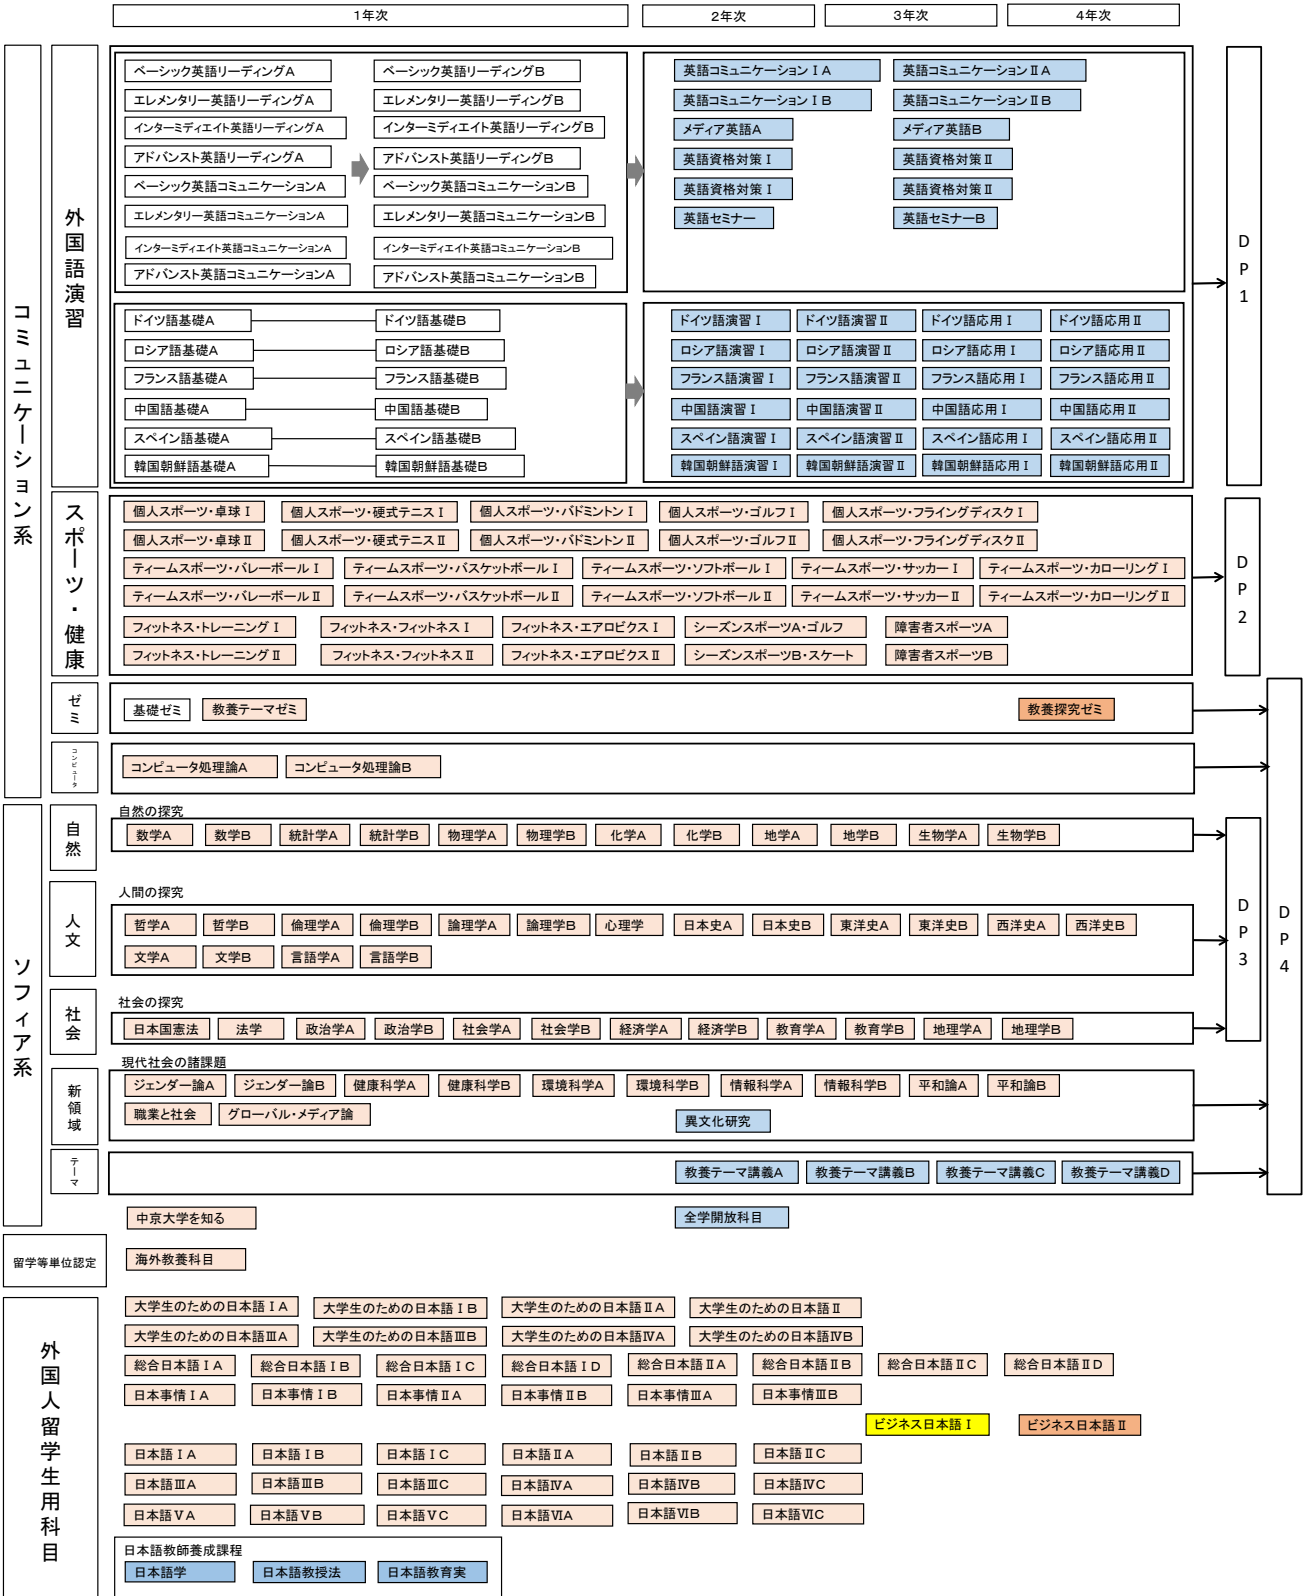 1年次 2年次 3年次 4年次
コミュニケーション系
外国語演習
ベーシック英語リーディングA ベーシック英語リーディングB 英語コミュニケーションⅠA 英語コミュニケーションⅡA
エレメンタリー英語リーディングA エレメンタリー英語リーディングB 英語コミュニケーションⅠB 英語コミュニケーションⅡB
インターミディエイト英語リーディングA インターミディエイト英語リーディングB メディア英語A メディア英語B
アドバンスト英語リーディングA アドバンスト英語リーディングB 英語資格対策Ⅰ 英語資格対策Ⅱ
ベーシック英語コミュニケーションA ベーシック英語コミュニケーションB 英語資格対策Ⅰ 英語資格対策Ⅱ
エレメンタリー英語コミュニケーションA エレメンタリー英語コミュニケーションB 英語セミナー 英語セミナーB
インターミディエイト英語コミュニケーションA インターミディエイト英語コミュニケーションB
アドバンスト英語コミュニケーションA アドバンスト英語コミュニケーションB
DP1
ドイツ語基礎A ドイツ語基礎B ドイツ語演習Ⅰ ドイツ語演習Ⅱ ドイツ語応用Ⅰ ドイツ語応用Ⅱ
ロシア語基礎A ロシア語基礎B ロシア語演習Ⅰ ロシア語演習Ⅱ ロシア語応用Ⅰ ロシア語応用Ⅱ
フランス語基礎A フランス語基礎B フランス語演習Ⅰ フランス語演習Ⅱ フランス語応用Ⅰ フランス語応用Ⅱ
中国語基礎A 中国語基礎B 中国語演習Ⅰ 中国語演習Ⅱ 中国語応用Ⅰ 中国語応用Ⅱ
スペイン語基礎A スペイン語基礎B スペイン語演習Ⅰ スペイン語演習Ⅱ スペイン語応用Ⅰ スペイン語応用Ⅱ
韓国朝鮮語基礎A 韓国朝鮮語基礎B 韓国朝鮮語演習Ⅰ 韓国朝鮮語演習Ⅱ 韓国朝鮮語応用Ⅰ 韓国朝鮮語応用Ⅱ
スポーツ・健康
個人スポーツ・卓球Ⅰ 個人スポーツ・硬式テニスⅠ 個人スポーツ・バドミントンⅠ 個人スポーツ・ゴルフⅠ 個人スポーツ・フライングディスクⅠ
個人スポーツ・卓球Ⅱ 個人スポーツ・硬式テニスⅡ 個人スポーツ・バドミントンⅡ 個人スポーツ・ゴルフⅡ 個人スポーツ・フライングディスクⅡ
ティームスポーツ・バレーボールⅠ ティームスポーツ・バスケットボールⅠ ティームスポーツ・ソフトボールⅠ ティームスポーツ・サッカーⅠ ティームスポーツ・カローリングⅠ
ティームスポーツ・バレーボールⅡ ティームスポーツ・バスケットボールⅡ ティームスポーツ・ソフトボールⅡ ティームスポーツ・サッカーⅡ ティームスポーツ・カローリングⅡ
フィットネス・トレーニングⅠ フィットネス・フィットネスⅠ フィットネス・エアロビクスⅠ シーズンスポーツA・ゴルフ 障害者スポーツA
フィットネス・トレーニングⅡ フィットネス・フィットネスⅡ フィットネス・エアロビクスⅡ シーズンスポーツB・スケート 障害者スポーツB
DP2
ゼミ
基礎ゼミ 教養テーマゼミ 教養探究ゼミ
コンピュータ
コンピュータ処理論A コンピュータ処理論B
ソフィア系
自然
自然の探究
数学A 数学B 統計学A 統計学B 物理学A 物理学B 化学A 化学B 地学A 地学B 生物学A 生物学B
人文
人間の探究
哲学A 哲学B 倫理学A 倫理学B 論理学A 論理学B 心理学 日本史A 日本史B 東洋史A 東洋史B 西洋史A 西洋史B
文学A 文学B 言語学A 言語学B
DP3
DP4
社会
社会の探究
日本国憲法 法学 政治学A 政治学B 社会学A 社会学B 経済学A 経済学B 教育学A 教育学B 地理学A 地理学B
新領域
現代社会の諸課題
ジェンダー論A ジェンダー論B 健康科学A 健康科学B 環境科学A 環境科学B 情報科学A 情報科学B 平和論A 平和論B
職業と社会 グローバル・メディア論 異文化研究
テーマ
教養テーマ講義A 教養テーマ講義B 教養テーマ講義C 教養テーマ講義D
中京大学を知る 全学開放科目
留学等単位認定
海外教養科目
外国人留学生用科目
大学生のための日本語ⅠA 大学生のための日本語ⅠB 大学生のための日本語ⅡA 大学生のための日本語Ⅱ
大学生のための日本語ⅢA 大学生のための日本語ⅢB 大学生のための日本語ⅣA 大学生のための日本語ⅣB
総合日本語ⅠA 総合日本語ⅠB 総合日本語ⅠC 総合日本語ⅠD 総合日本語ⅡA 総合日本語ⅡB 総合日本語ⅡC 総合日本語ⅡD
日本事情ⅠA 日本事情ⅠB 日本事情ⅡA 日本事情ⅡB 日本事情ⅢA 日本事情ⅢB
ビジネス日本語Ⅰ ビジネス日本語Ⅱ
日本語ⅠA 日本語ⅠB 日本語ⅠC 日本語ⅡA 日本語ⅡB 日本語ⅡC
日本語ⅢA 日本語ⅢB 日本語ⅢC 日本語ⅣA 日本語ⅣB 日本語ⅣC
日本語ⅤA 日本語ⅤB 日本語ⅤC 日本語ⅥA 日本語ⅥB 日本語ⅥC
日本語教師養成課程
日本語学 日本語教授法 日本語教育実